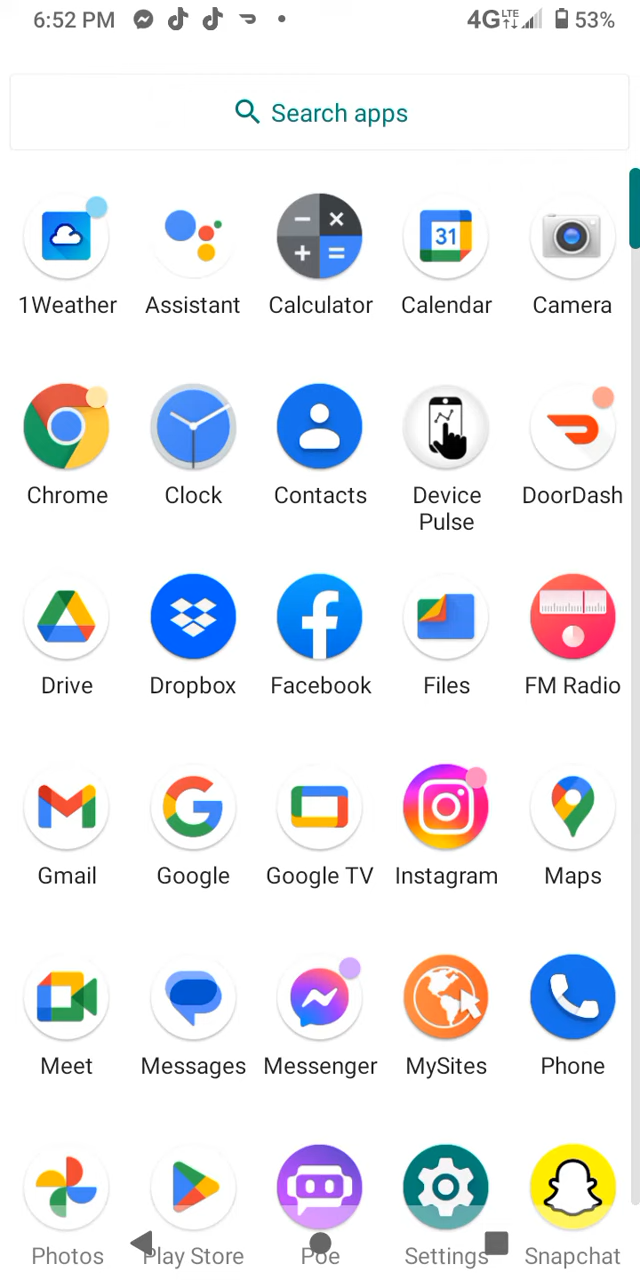 6:52 PM 4G LTE 53%
Search apps
31
1Weather Assistant Calculator Calendar Camera
Chrome Clock Contacts Device Pulse DoorDash
Drive Dropbox Facebook Files FM Radio
Gmail Google Google TV Instagram Maps
Meet Messages Messenger MySites Phone
Photos Play Store Poe Settings Snapchat